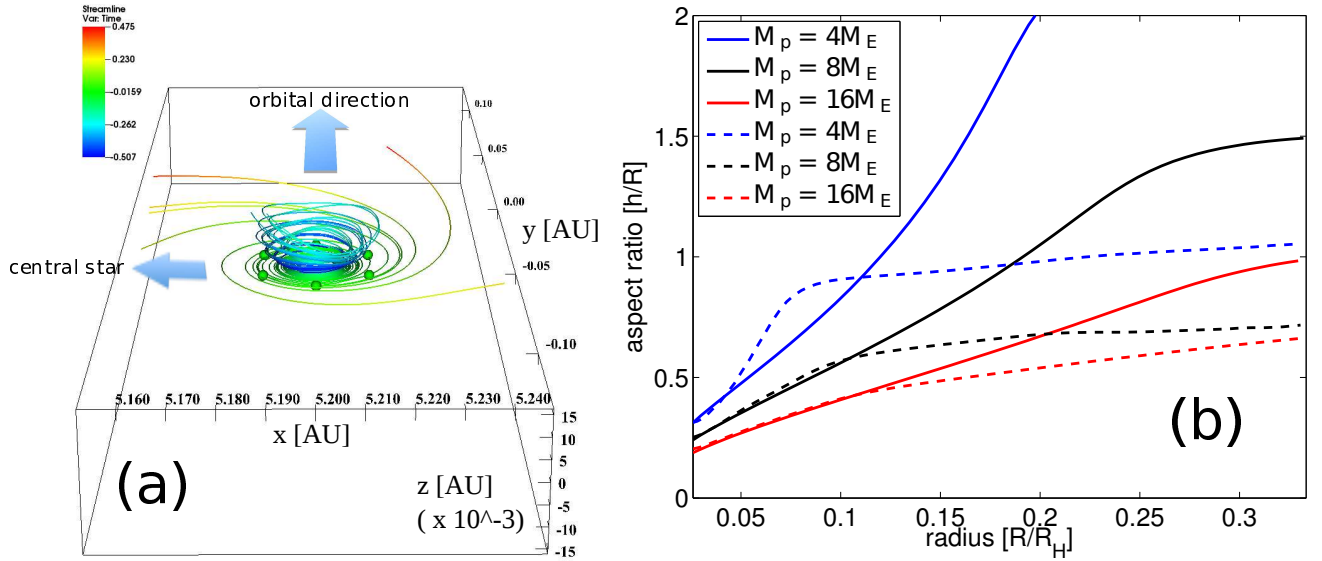 Streamline
Var: Time
0.475
0.230
-0.0159
-0.262
-0.507
orbital direction
central star
0.10
0.05
0.00
y [AU]
-0.05
-0.10
5.160 5.170 5.180 5.190 5.200 5.210 5.220 5.230 5.240
x [AU]
15
10
5
0
-5
-10
-15
z [AU]
( x 10^-3)
(a)
2
1.5
1
0.5
0
aspect ratio [h/R]
M p = 4M E
M p = 8M E
M p = 16M E
M p = 4M E
M p = 8M E
M p = 16M E
(b)
0.05 0.1 0.15 0.2 0.25 0.3
radius [R/R H]